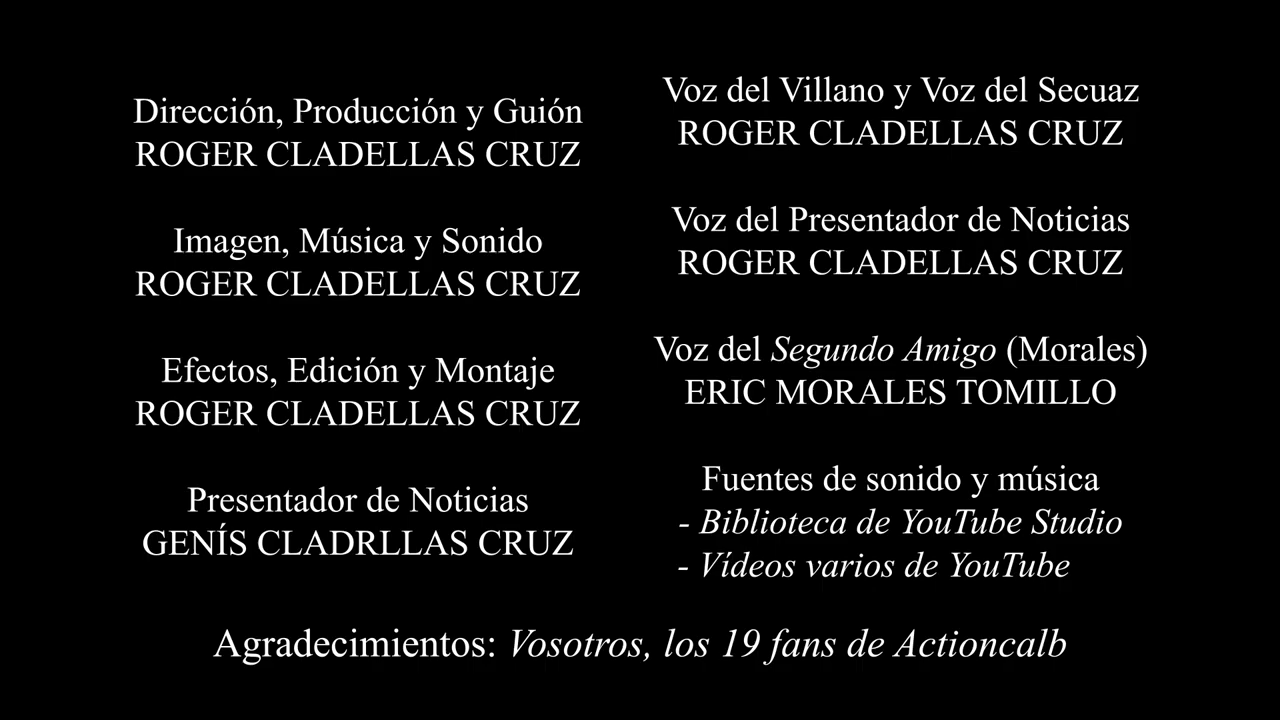 Dirección, Producción y Guión
ROGER CLADELLAS CRUZ
Imagen, Música y Sonido
ROGER CLADELLAS CRUZ
Efectos, Edición y Montaje
ROGER CLADELLAS CRUZ
Presentador de Noticias
GENÍS CLADRLLAS CRUZ
Voz del Villano y Voz del Secuaz
ROGER CLADELLAS CRUZ
Voz del Presentador de Noticias
ROGER CLADELLAS CRUZ
Voz del Segundo Amigo (Morales)
ERIC MORALES TOMILLO
Fuentes de sonido y música
- Biblioteca de YouTube Studio
- Vídeos varios de YouTube
Agradecimientos: Vosotros, los 19 fans de Actioncalb